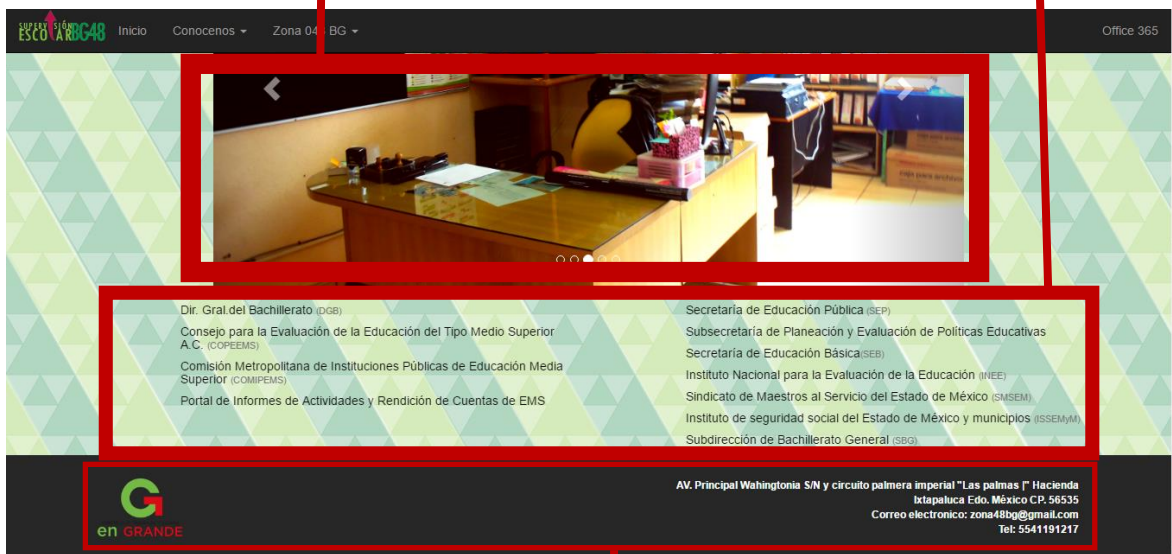 SUPERVISIÓN
ESCOLAR BG48
Inicio
Conocenos
Zona 048 BG
Office 365
Dir. Gral.del Bachillerato (DGB)
Consejo para la Evaluación de la Educación del Tipo Medio Superior
A.C. (COPEEMS)
Comisión Metropolitana de Instituciones Públicas de Educación Media
Superior (COMIPEMS)
Portal de Informes de Actividades y Rendición de Cuentas de EMS
Secretaría de Educación Pública (SEP)
Subsecretaría de Planeación y Evaluación de Políticas Educativas
Secretaría de Educación Básica(SEB)
Instituto Nacional para la Evaluación de la Educación (INEE)
Sindicato de Maestros al Servicio del Estado de México (SMSEM)
Instituto de seguridad social del Estado de México y municipios (ISSEMyM)
Subdirección de Bachillerato General (SBG)
G
en GRANDE
AV. Principal Wahingtonia S/N y circuito palmera imperial "Las palmas |" Hacienda
Ixtapaluca Edo. México CP. 56535
Correo electronico: zona48bg@gmail.com
Tel: 5541191217